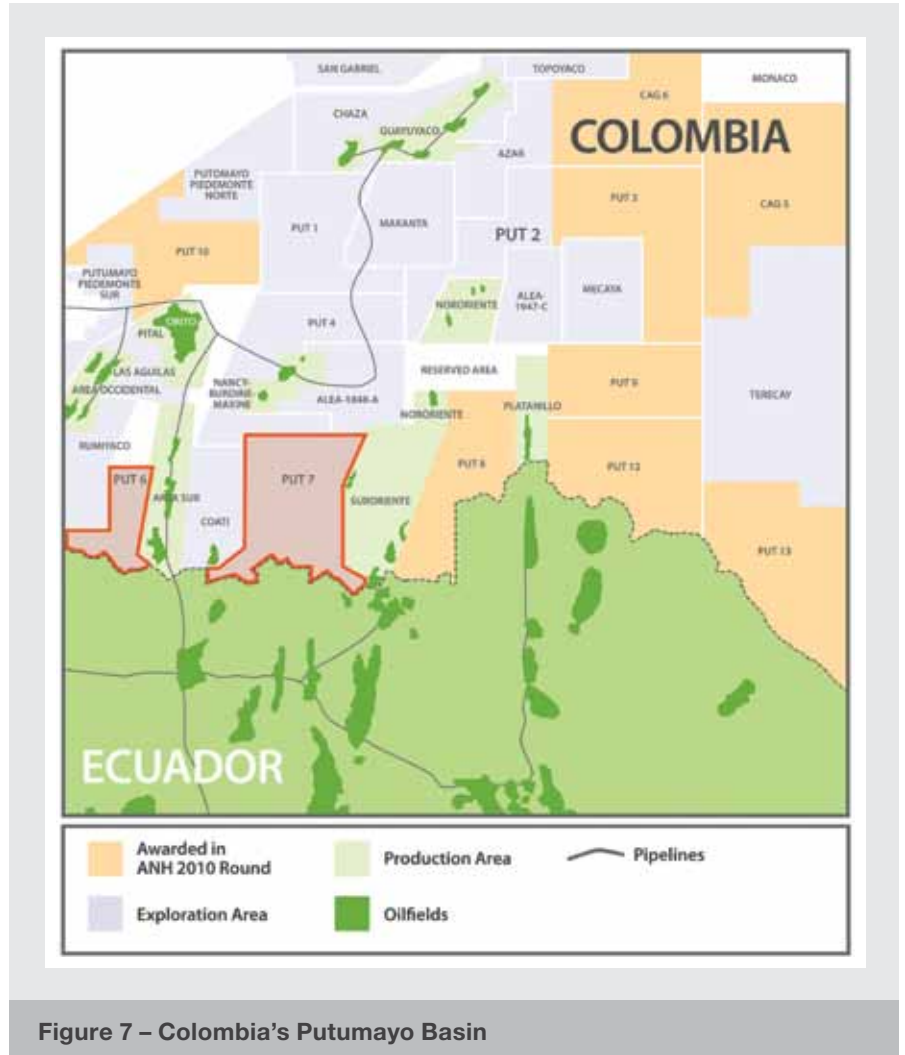 SAN GABRIEL
TOPOYACO
MONACO
CAG 6
CHAZA
GUAYUYACO
COLOMBIA
AZAR
PUTOMAYO
PIEDEMONTE
NORTE
PUT 3
CAG 5
PUT 1
MARANTA
PUT 2
PUT 10
PUTUMAYO
PIEDEMONTE
SUR
MECAYA
ALEA-
1947-C
NORORIENTE
ORITO
PITAL
PUT 4
LAS AGUILAS
RESERVED AREA
AREA OCCIDENTAL
NANCY-
BURDINE-
MAXINE
ALEA-1848-A
PUT 9
TERECAY
NORORIENTE
PLATANILLO
RUMIYACO
PUT 6
PUT 7
PUT 8
PUT 12
AREA SUR
SURORIENTE
COATI
PUT 13
ECUADOR
Awarded in
ANH 2010 Round
Production Area
Pipelines
Exploration Area
Oilfields
Figure 7 – Colombia's Putumayo Basin